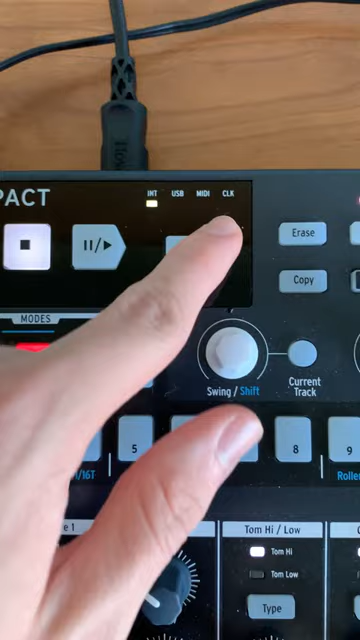 PACT
INT USB MIDI CLK
Erase
Copy
MODES
Swing / Shift
Current
Track
5
8
9
/16T
Roller
e 1
Tom Hi / Low
Tom Hi
Tom Low
Type